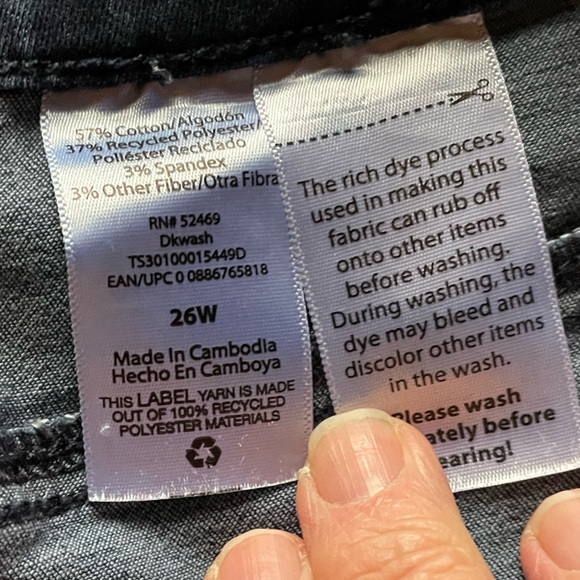 57% Cotton/Algodón
37% Recycled Polyester/
Poliéster Reciclado
3% Spandex
3% Other Fiber/Otra Fibra
RN# 52469
Dkwash
TS30100015449D
EAN/UPC 0 0886765818
26W
Made In Cambodia
Hecho En Camboya
THIS LABEL YARN IS MADE
OUT OF 100% RECYCLED
POLYESTER MATERIALS
The rich dye process
used in making this
fabric can rub off
onto other items
before washing.
During washing, the
dye may bleed and
discolor other items
in the wash.
Please wash
ately before
earing!